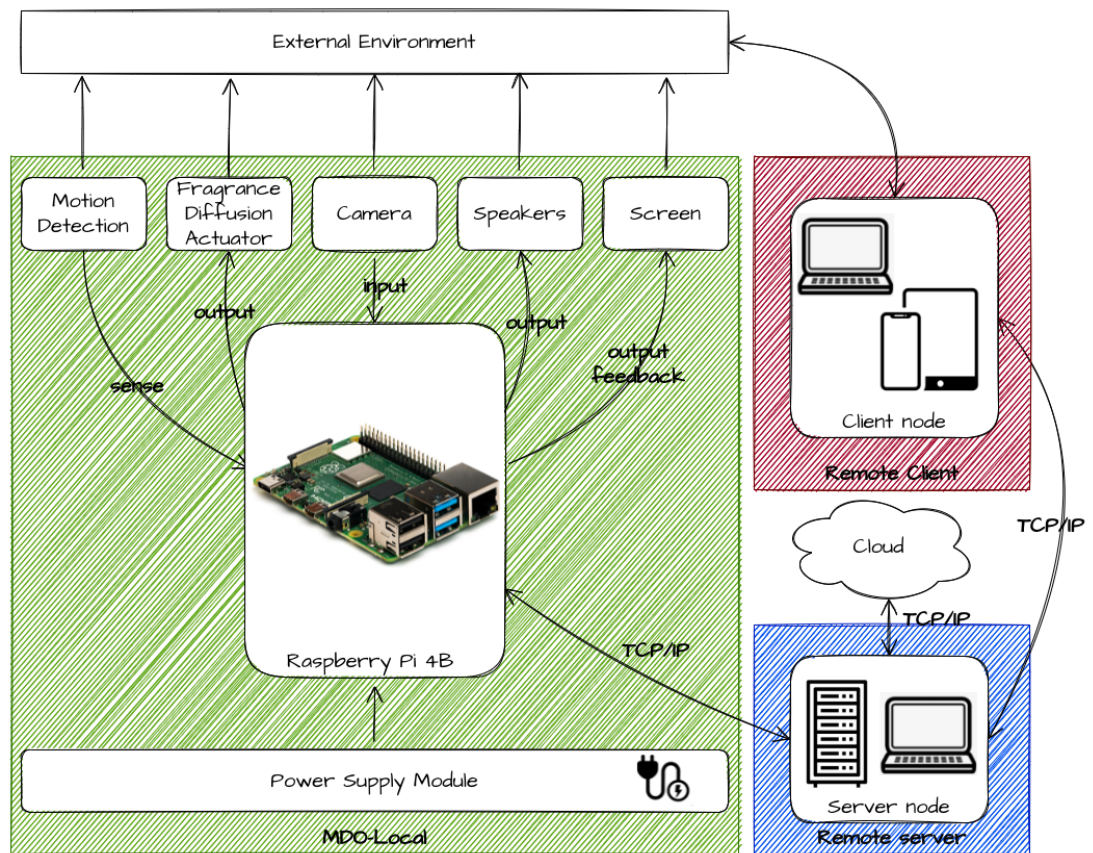 External Environment
Motion
Detection
Fragrance
Diffusion
Actuator
Camera
Speakers
Screen
output
input
output
output
feedback
sense
Raspberry Pi 4B
TCP/IP
Power Supply Module
MDO-Local
Client node
Remote Client
TCP/IP
Cloud
TCP/IP
Server node
Remote server